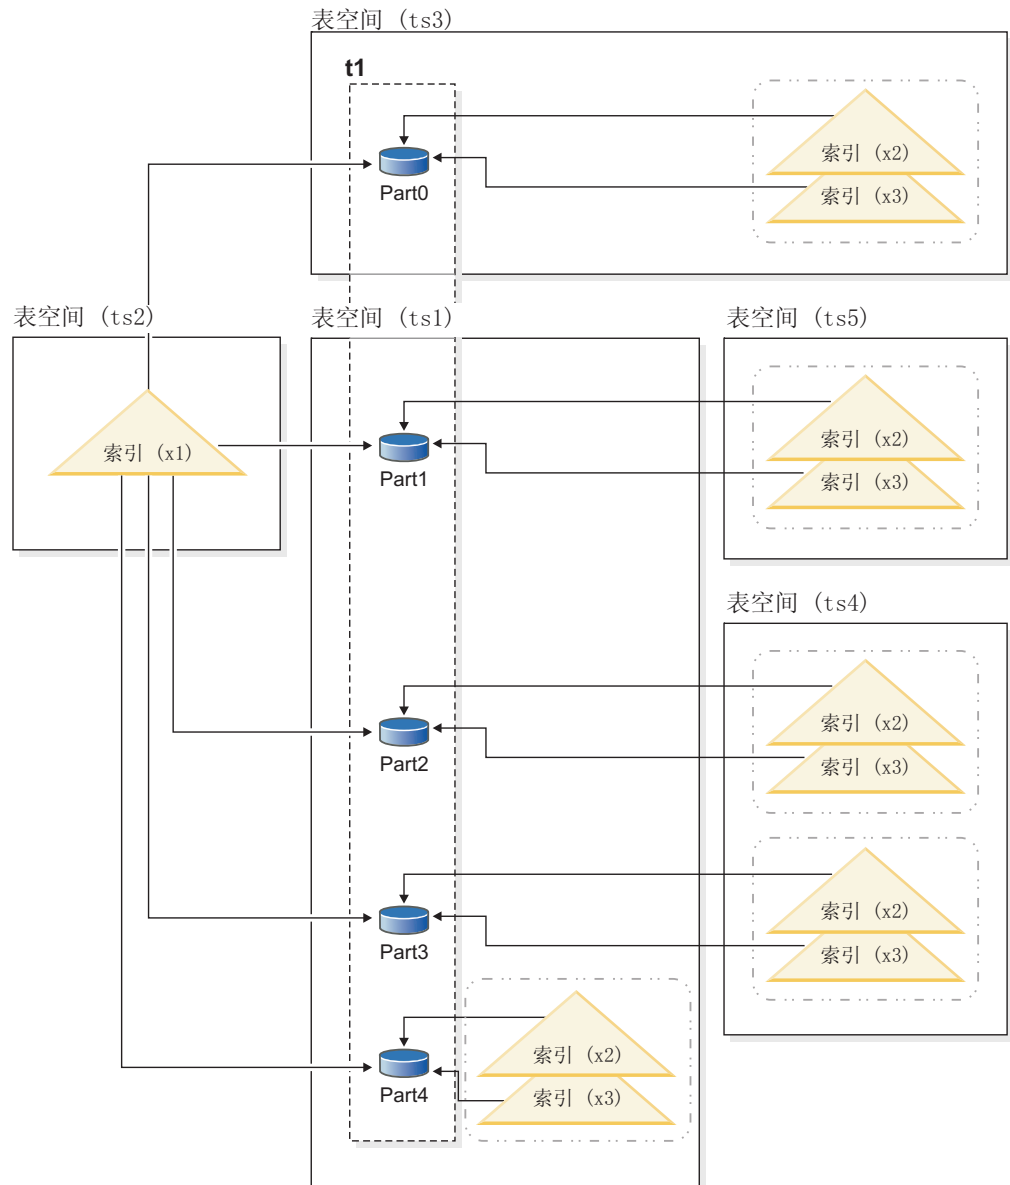 表空间 (ts3)
t1
索引 (x2)
Part0
索引 (x3)
表空间 (ts2)
表空间 (ts1)
表空间 (ts5)
索引 (x1)
Part1
索引 (x2)
索引 (x3)
表空间 (ts4)
Part2
索引 (x2)
索引 (x3)
Part3
索引 (x2)
索引 (x3)
Part4
索引 (x2)
索引 (x3)